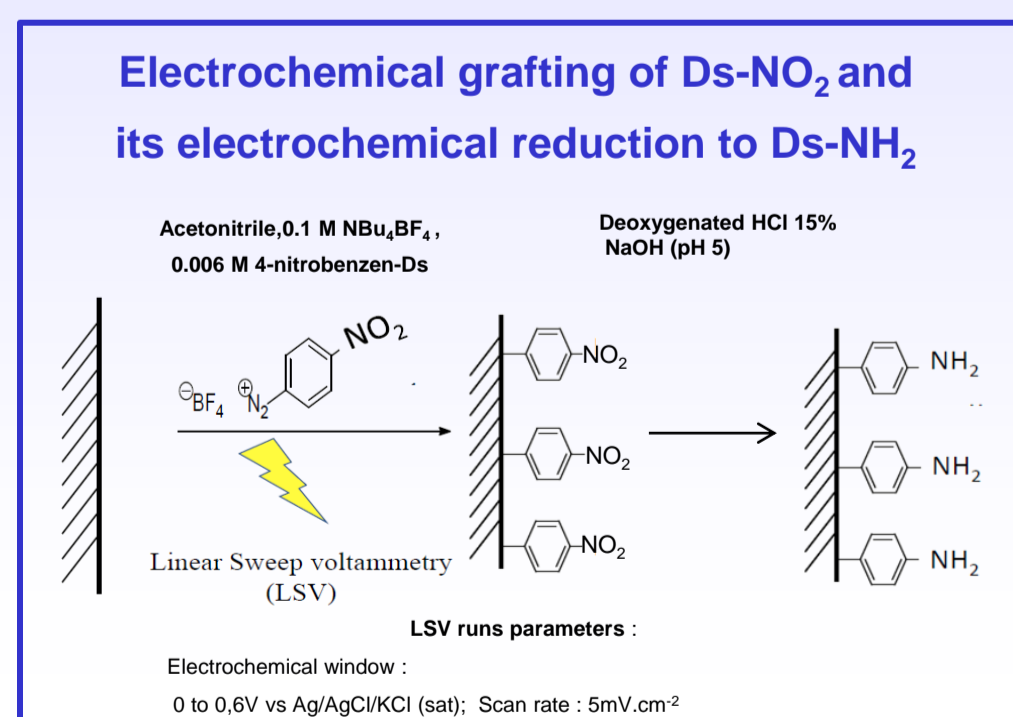 Electrochemical grafting of Ds-NO₂ and
its electrochemical reduction to Ds-NH₂
Acetonitrile,0.1 M NBu₄BF₄ ,
0.006 M 4-nitrobenzen-Ds
Deoxygenated HCl 15%
NaOH (pH 5)
NO₂
⊖BF₄ ⊕N₂
Linear Sweep voltammetry
(LSV)
NO₂
NO₂
NO₂
NH₂
NH₂
NH₂
LSV runs parameters :
Electrochemical window :
0 to 0,6V vs Ag/AgCl/KCl (sat); Scan rate : 5mV.cm⁻²